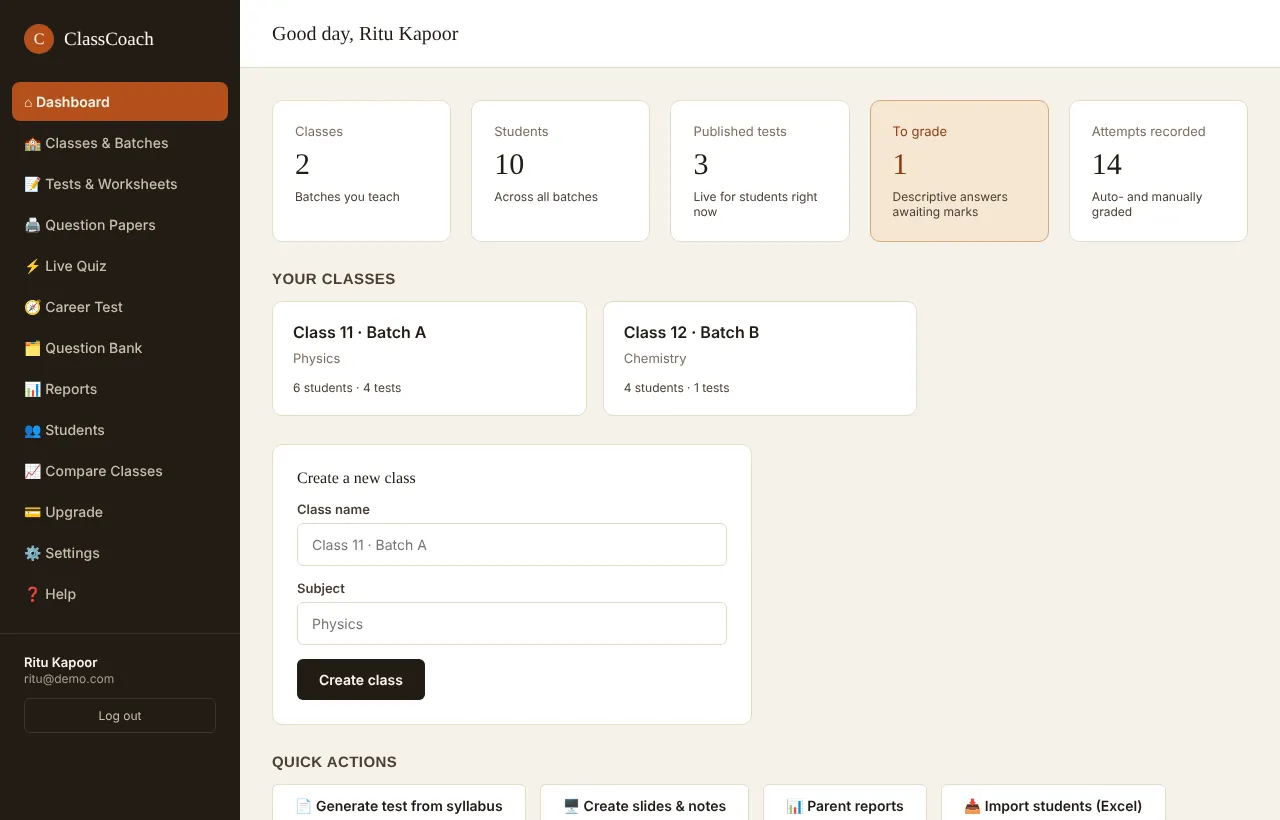 C ClassCoach
Dashboard
Classes & Batches
Tests & Worksheets
Question Papers
Live Quiz
Career Test
Question Bank
Reports
Students
Compare Classes
Upgrade
Settings
Help
Ritu Kapoor
ritu@demo.com
Log out
Good day, Ritu Kapoor
Classes
2
Batches you teach
Students
10
Across all batches
Published tests
3
Live for students right
now
To grade
1
Descriptive answers
awaiting marks
Attempts recorded
14
Auto- and manually
graded
YOUR CLASSES
Class 11 · Batch A
Physics
6 students · 4 tests
Class 12 · Batch B
Chemistry
4 students · 1 tests
Create a new class
Class name
Class 11 · Batch A
Subject
Physics
Create class
QUICK ACTIONS
Generate test from syllabus
Create slides & notes
Parent reports
Import students (Excel)